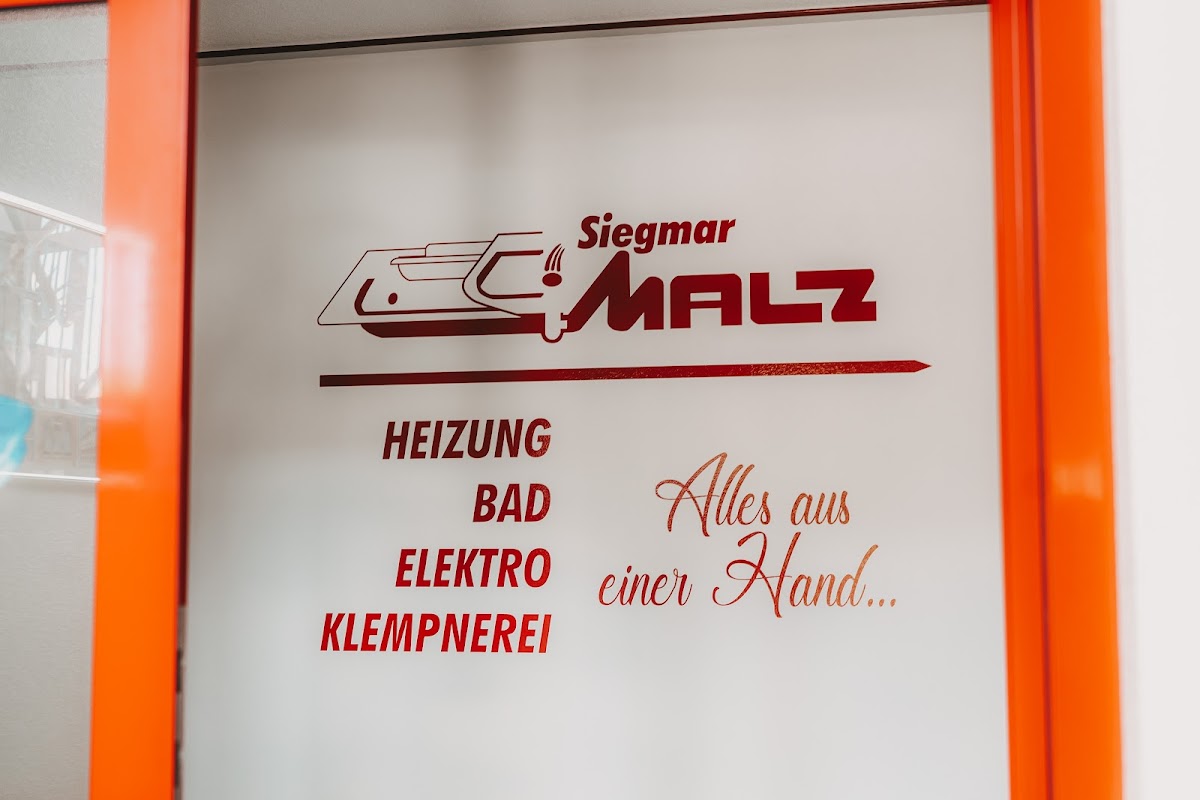 Siegmar
MALZ
HEIZUNG
BAD
ELEKTRO
KLEMPNEREI
Alles aus
einer Hand...